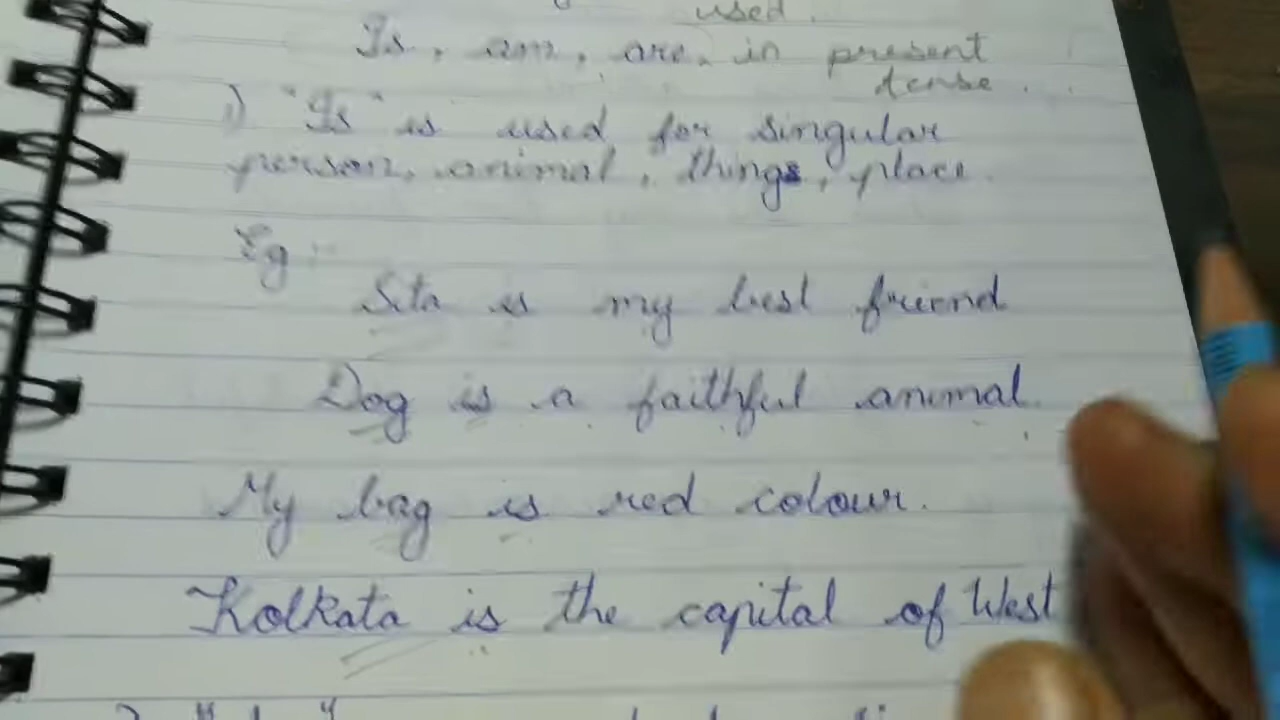 used.
Is, am, are, in present
tense...
1) "Is" is used for singular
person, animal, things, place.
Eg:-
Sita is my best friend
Dog is a faithful animal.
My bag is red colour.
Kolkata is the capital of West